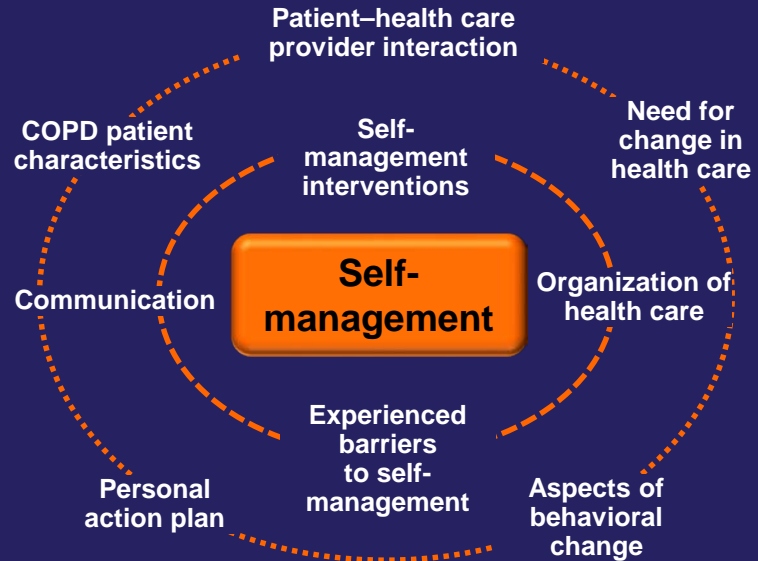 Patient–health care
provider interaction
COPD patient
characteristics
Self-
management
interventions
Need for
change in
health care
Communication
Self-
management
Organization of
health care
Experienced
barriers
to self-
management
Personal
action plan
Aspects of
behavioral
change